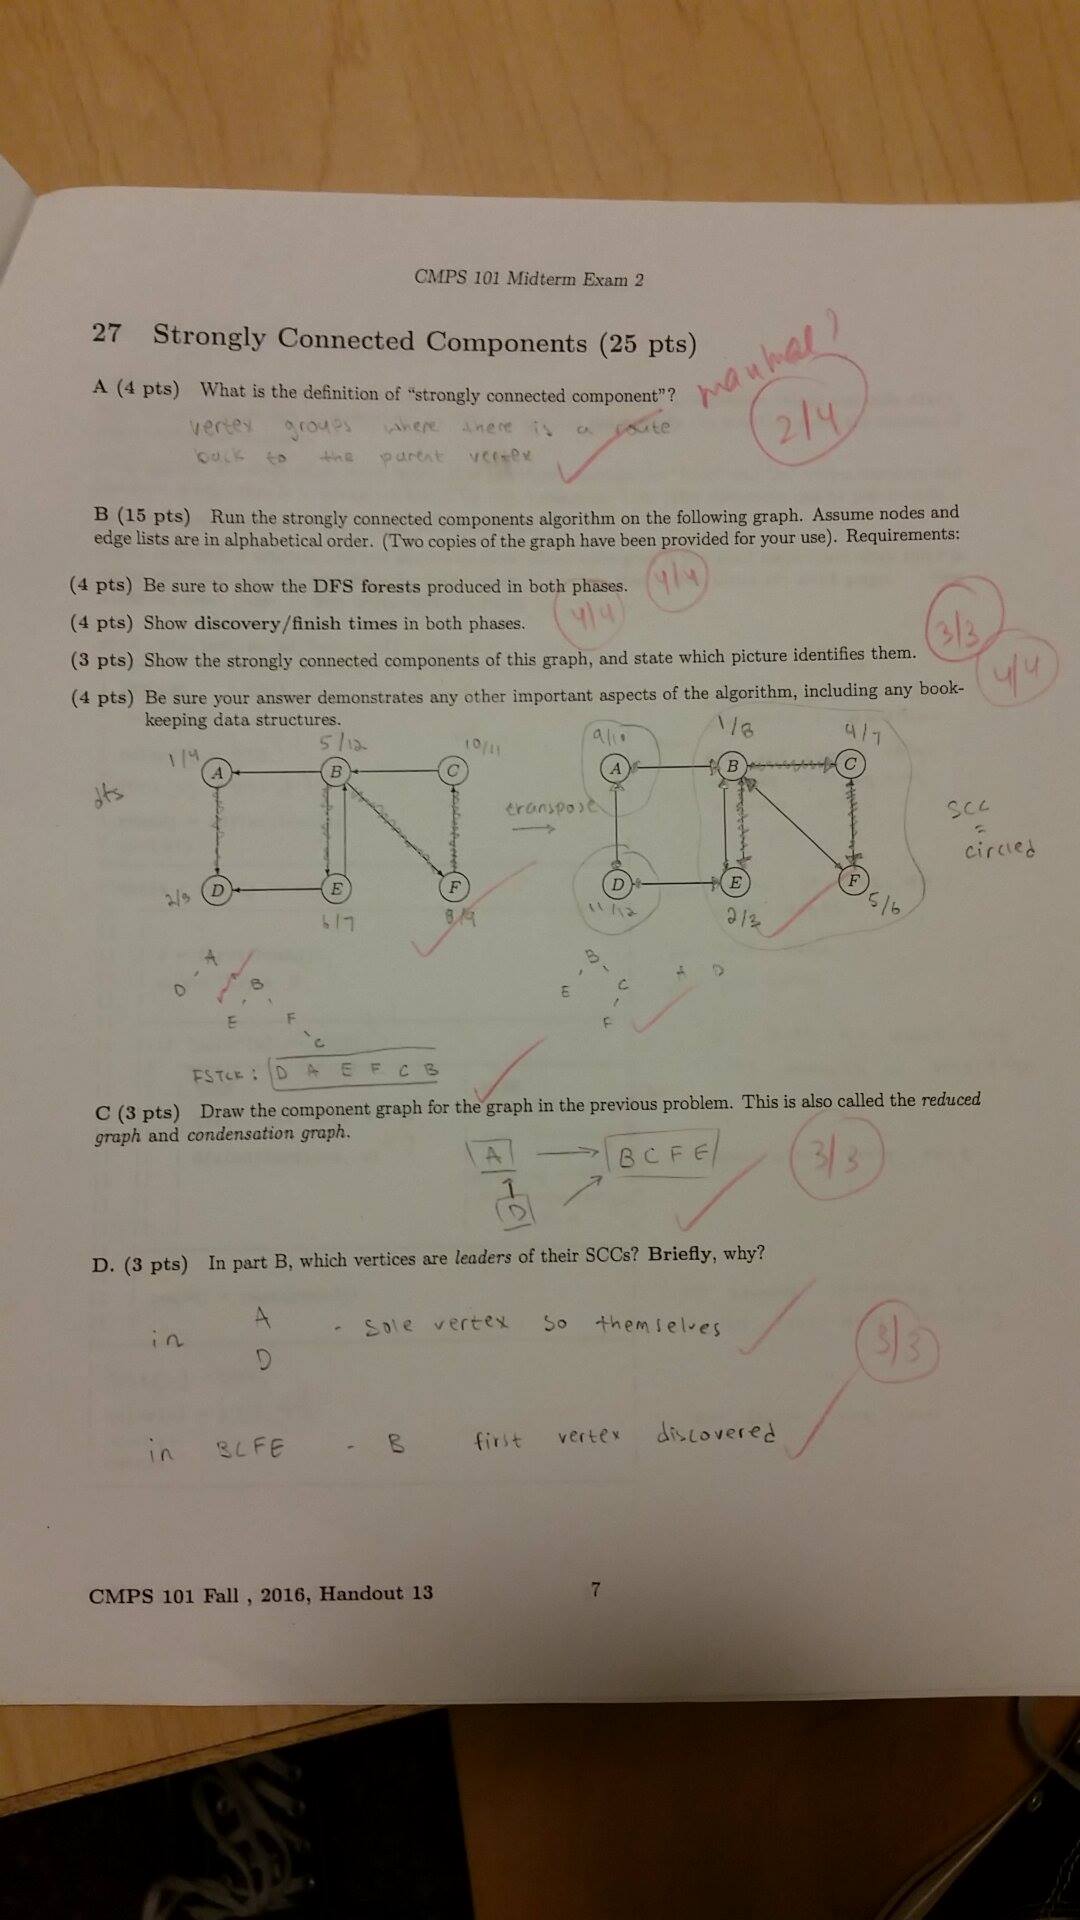 CMPS 101 Midterm Exam 2
27 Strongly Connected Components (25 pts)
maximal?
A (4 pts) What is the definition of “strongly connected component”?
2/4
vertex groups where there is a route
back to the parent vertex
B (15 pts) Run the strongly connected components algorithm on the following graph. Assume nodes and
edge lists are in alphabetical order. (Two copies of the graph have been provided for your use). Requirements:
(4 pts) Be sure to show the DFS forests produced in both phases. 4/4
(4 pts) Show discovery/finish times in both phases. 4/4
(3 pts) Show the strongly connected components of this graph, and state which picture identifies them. 3/3
(4 pts) Be sure your answer demonstrates any other important aspects of the algorithm, including any book- 4/4
keeping data structures.
1/4 5/12 10/11 9/10 1/8 4/7
A B C A B C
dfs transpose SCC
=
circled
D E F D E F
2/3 6/7 8/9 11/12 2/3 5/6
A B
D B E C A D
E F F
C
FSTCK: D A E F C B
C (3 pts) Draw the component graph for the graph in the previous problem. This is also called the reduced
graph and condensation graph.
A BCFE 3/3
D
D. (3 pts) In part B, which vertices are leaders of their SCCs? Briefly, why?
A
in - sole vertex so themselves 3/3
D
in BCFE - B first vertex discovered
CMPS 101 Fall , 2016, Handout 13 7